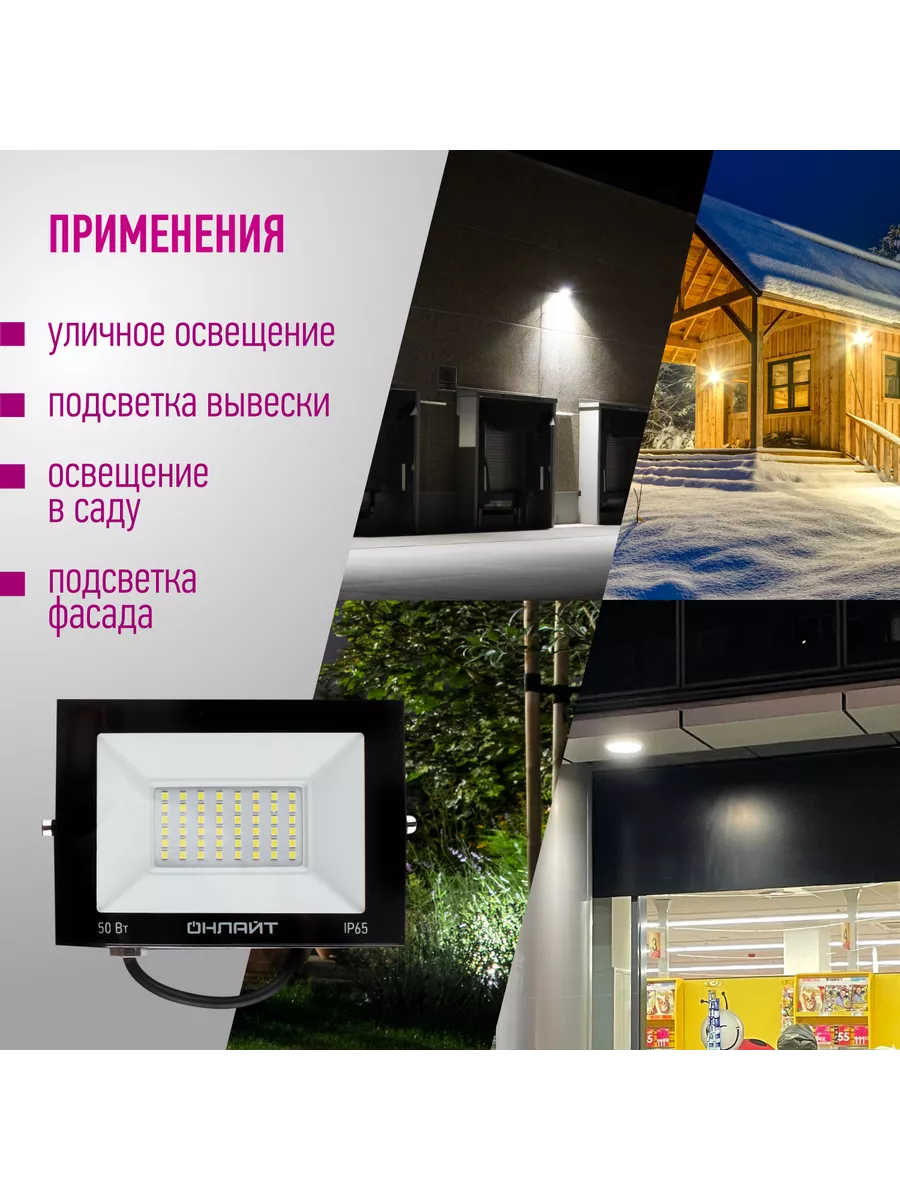 ПРИМЕНЕНИЯ
уличное освещение
подсветка вывески
освещение
в саду
подсветка
фасада
50 Вт ОНЛАЙТ IP65